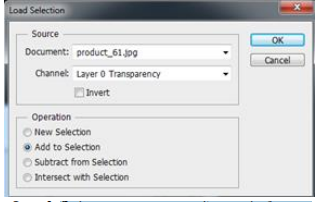 Load Selection
Source
Document: product_61.jpg
Channel: Layer 0 Transparency
Invert
OK
Cancel
Operation
New Selection
Add to Selection
Subtract from Selection
Intersect with Selection